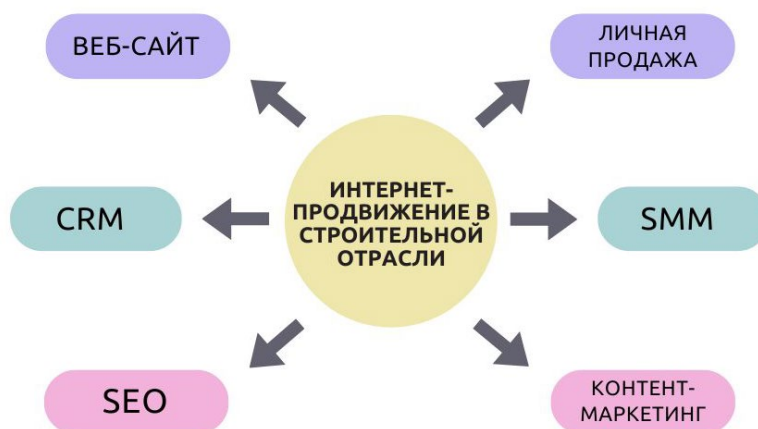 ВЕБ-САЙТ
ЛИЧНАЯ
ПРОДАЖА
CRM
ИНТЕРНЕТ-
ПРОДВИЖЕНИЕ В
СТРОИТЕЛЬНОЙ
ОТРАСЛИ
SMM
SEO
КОНТЕНТ-
МАРКЕТИНГ